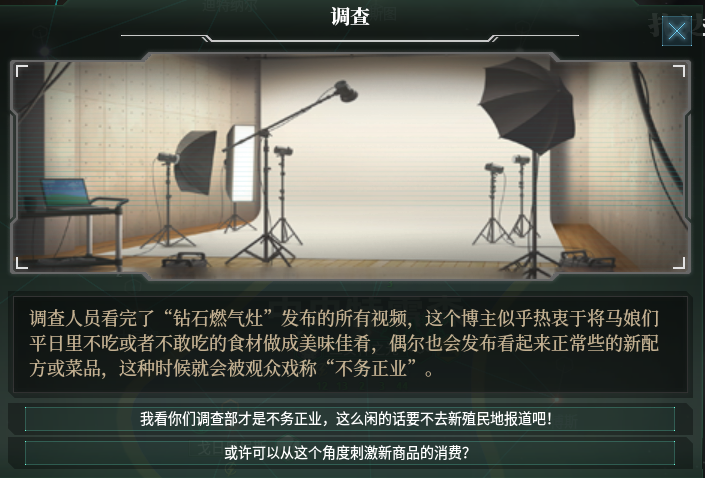 调查
调查人员看完了“钻石燃气灶”发布的所有视频，这个博主似乎热衷于将马娘们
平日里不吃或者不敢吃的食材做成美味佳肴，偶尔也会发布看起来正常些的新配
方或菜品，这种时候就会被观众戏称“不务正业”。
我看你们调查部才是不务正业，这么闲的话要不去新殖民地报道吧！
或许可以从这个角度刺激新商品的消费？